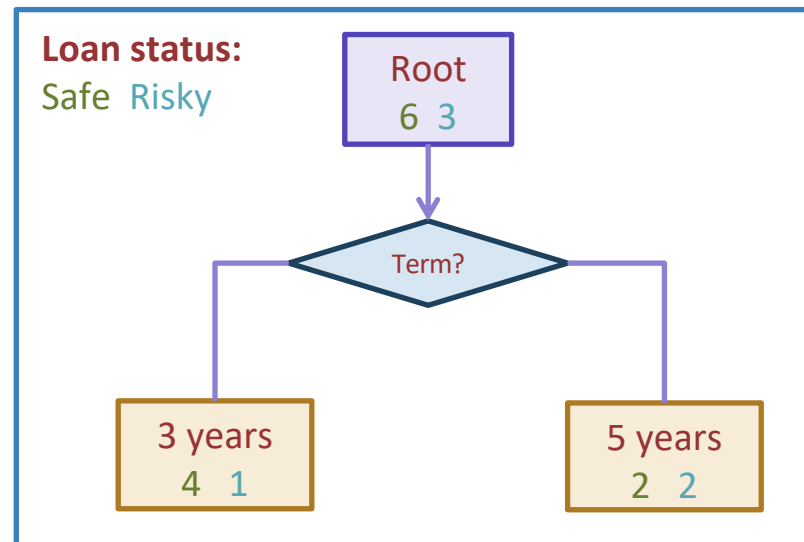 Loan status:
Safe Risky
Root
6 3
Term?
3 years
4 1
5 years
2 2